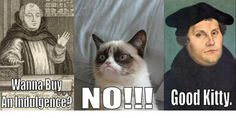 Wanna Buy
An Indulgence?
NO!!!
Good Kitty.